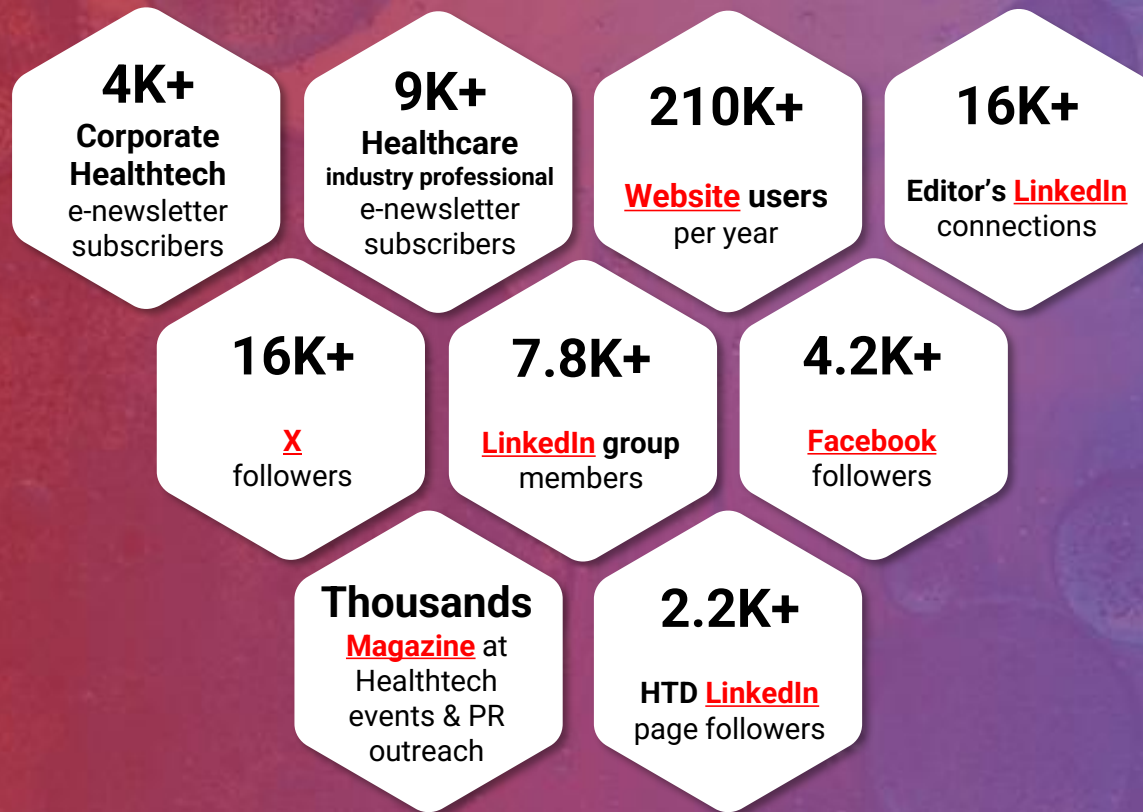 4K+
Corporate
Healthtech
e-newsletter
subscribers
9K+
Healthcare
industry professional
e-newsletter
subscribers
210K+
Website users
per year
16K+
Editor's LinkedIn
connections
16K+
X
followers
7.8K+
LinkedIn group
members
4.2K+
Facebook
followers
Thousands
Magazine at
Healthtech
events & PR
outreach
2.2K+
HTD LinkedIn
page followers